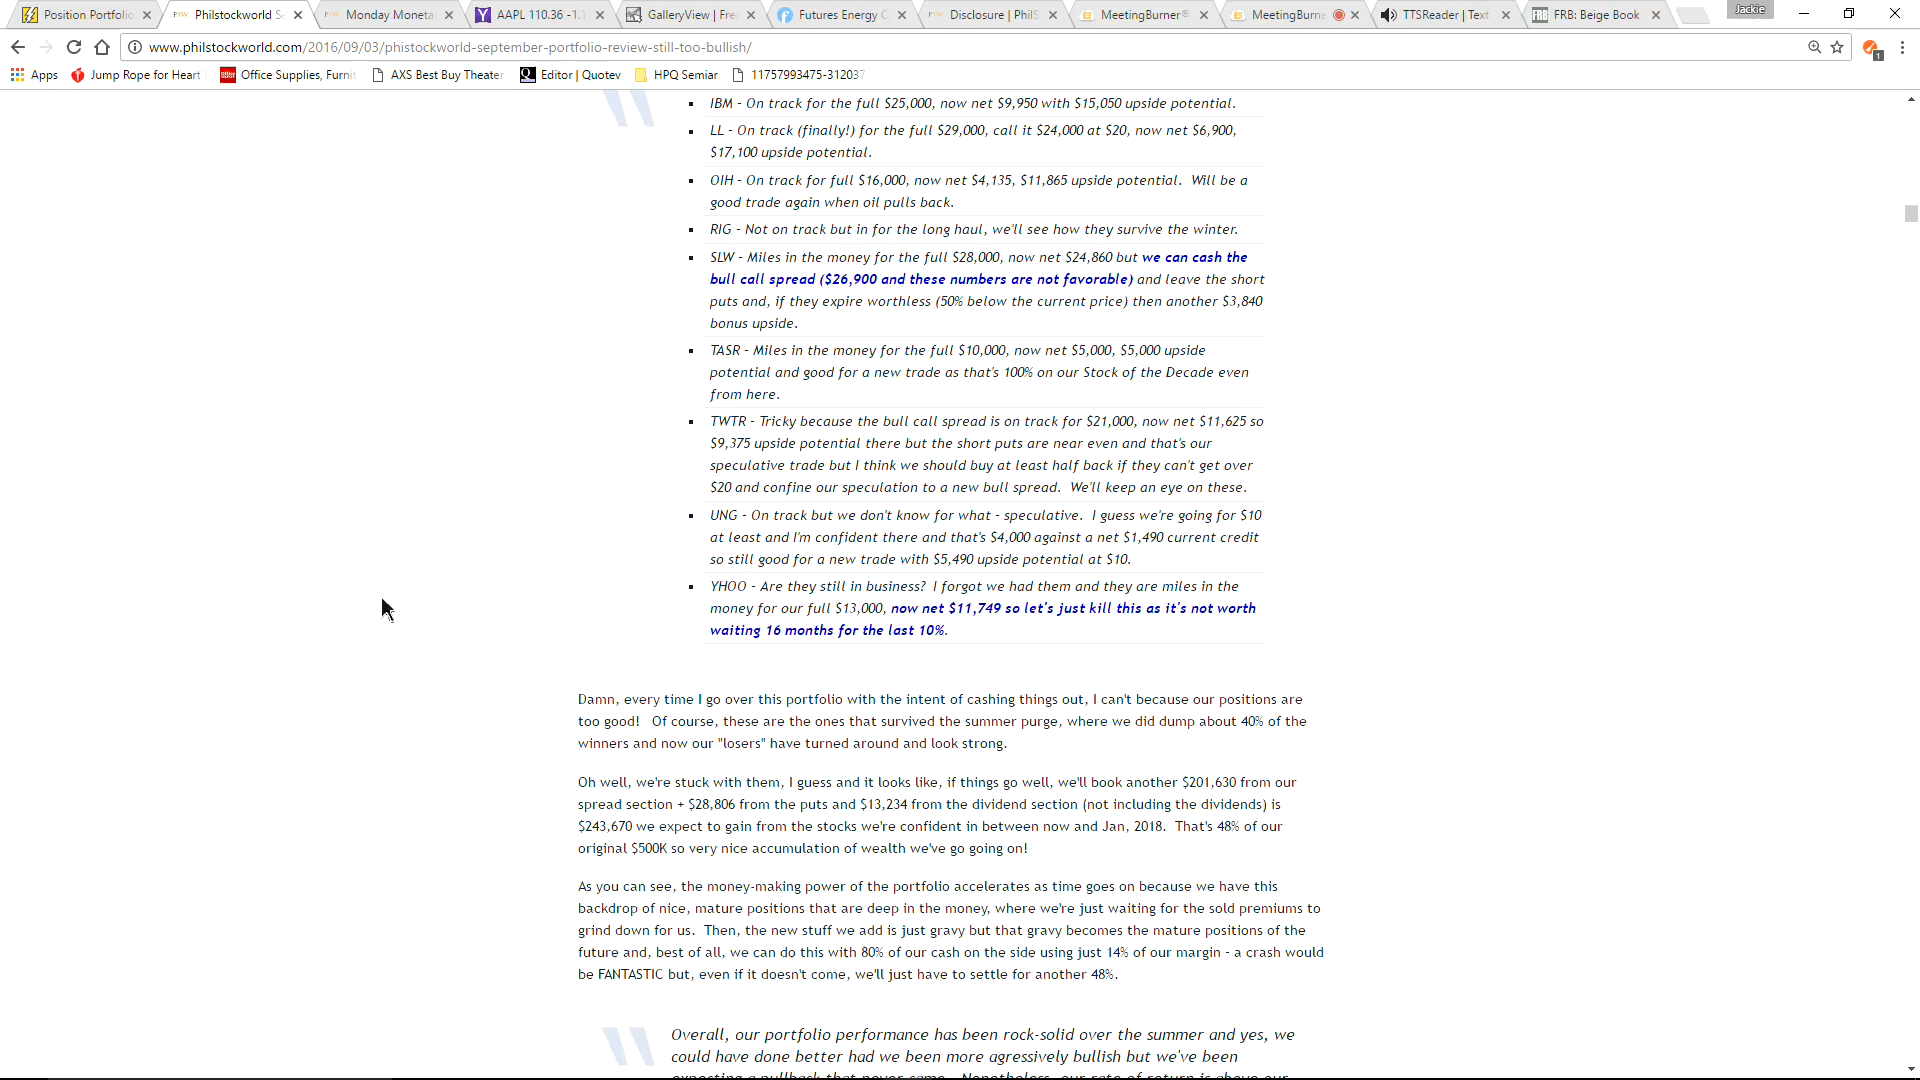 Position Portfolio
Philstockworld S
Monday Moneta
AAPL 110.36 -1.1
GalleryView | Fre
Futures Energy C
Disclosure | PhilS
MeetingBurner®
MeetingBurne
TTSReader | Text
FRB: Beige Book
Jackie
www.philstockworld.com/2016/09/03/phistockworld-september-portfolio-review-still-too-bullish/
1
Apps
Jump Rope for Heart
Office Supplies, Furni
AXS Best Buy Theater
Editor | Quotev
HPQ Semiar
11757993475-312037
IBM - On track for the full $25,000, now net $9,950 with $15,050 upside potential.
LL - On track (finally!) for the full $29,000, call it $24,000 at $20, now net $6,900,
$17,100 upside potential.
OIH - On track for full $16,000, now net $4,135, $11,865 upside potential. Will be a
good trade again when oil pulls back.
RIG - Not on track but in for the long haul, we'll see how they survive the winter.
SLW - Miles in the money for the full $28,000, now net $24,860 but we can cash the
bull call spread ($26,900 and these numbers are not favorable) and leave the short
puts and, if they expire worthless (50% below the current price) then another $3,840
bonus upside.
TASR - Miles in the money for the full $10,000, now net $5,000, $5,000 upside
potential and good for a new trade as that's 100% on our Stock of the Decade even
from here.
TWTR - Tricky because the bull call spread is on track for $21,000, now net $11,625 so
$9,375 upside potential there but the short puts are near even and that's our
speculative trade but I think we should buy at least half back if they can't get over
$20 and confine our speculation to a new bull spread. We'll keep an eye on these.
UNG - On track but we don't know for what - speculative. I guess we're going for $10
at least and I'm confident there and that's $4,000 against a net $1,490 current credit
so still good for a new trade with $5,490 upside potential at $10.
YHOO - Are they still in business? I forgot we had them and they are miles in the
money for our full $13,000, now net $11,749 so let's just kill this as it's not worth
waiting 16 months for the last 10%.
Damn, every time I go over this portfolio with the intent of cashing things out, I can't because our positions are
too good! Of course, these are the ones that survived the summer purge, where we did dump about 40% of the
winners and now our "losers" have turned around and look strong.
Oh well, we're stuck with them, I guess and it looks like, if things go well, we'll book another $201,630 from our
spread section + $28,806 from the puts and $13,234 from the dividend section (not including the dividends) is
$243,670 we expect to gain from the stocks we're confident in between now and Jan, 2018. That's 48% of our
original $500K so very nice accumulation of wealth we've go going on!
As you can see, the money-making power of the portfolio accelerates as time goes on because we have this
backdrop of nice, mature positions that are deep in the money, where we're just waiting for the sold premiums to
grind down for us. Then, the new stuff we add is just gravy but that gravy becomes the mature positions of the
future and, best of all, we can do this with 80% of our cash on the side using just 14% of our margin - a crash would
be FANTASTIC but, even if it doesn't come, we'll just have to settle for another 48%.
Overall, our portfolio performance has been rock-solid over the summer and yes, we
could have done better had we been more agressively bullish but we've been
expecting a pullback that never came. Nonetheless, our rate of return is above our